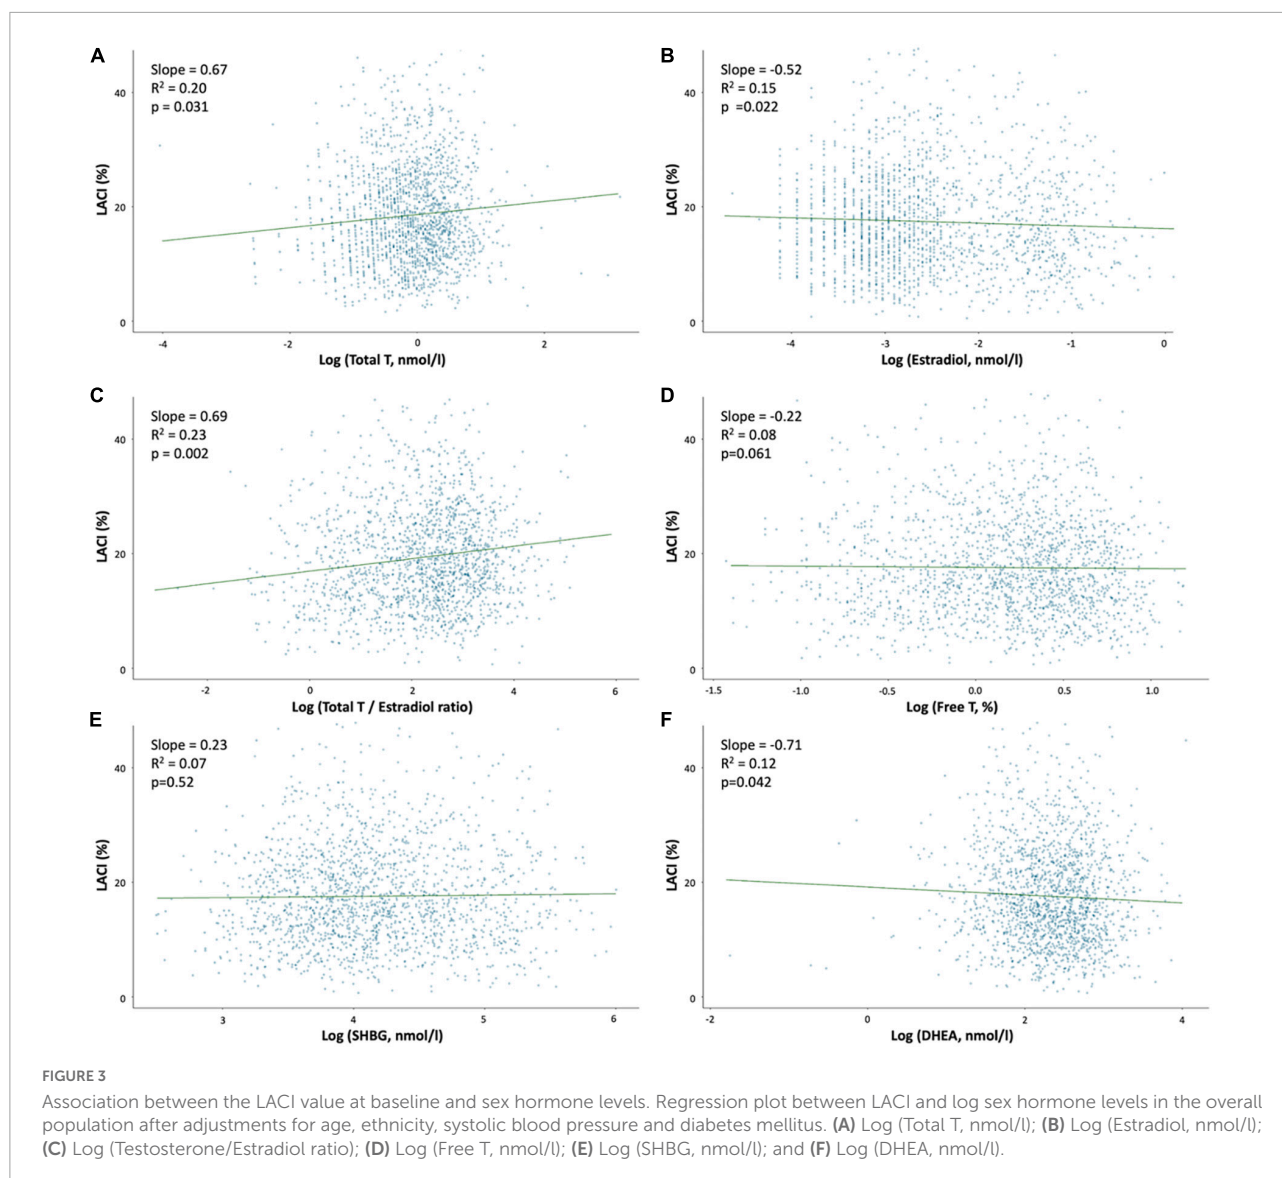 A
Slope = 0.67
R² = 0.20
p = 0.031
LACI (%)
40
20
0
-4
-2
0
2
Log (Total T, nmol/l)
B
Slope = -0.52
R² = 0.15
p =0.022
LACI (%)
40
20
0
-4
-3
-2
-1
0
Log (Estradiol, nmol/l)
C
Slope = 0.69
R² = 0.23
p = 0.002
LACI (%)
40
20
0
-2
0
2
4
6
Log (Total T / Estradiol ratio)
D
Slope = -0.22
R² = 0.08
p=0.061
LACI (%)
40
20
0
-1.5
-1.0
-0.5
0.0
0.5
1.0
Log (Free T, %)
E
Slope = 0.23
R² = 0.07
p=0.52
LACI (%)
40
20
0
3
4
5
6
Log (SHBG, nmol/l)
F
Slope = -0.71
R² = 0.12
p=0.042
LACI (%)
40
20
0
-2
0
2
4
Log (DHEA, nmol/l)
FIGURE 3
Association between the LACI value at baseline and sex hormone levels. Regression plot between LACI and log sex hormone levels in the overall
population after adjustments for age, ethnicity, systolic blood pressure and diabetes mellitus. (A) Log (Total T, nmol/l); (B) Log (Estradiol, nmol/l);
(C) Log (Testosterone/Estradiol ratio); (D) Log (Free T, nmol/l); (E) Log (SHBG, nmol/l); and (F) Log (DHEA, nmol/l).